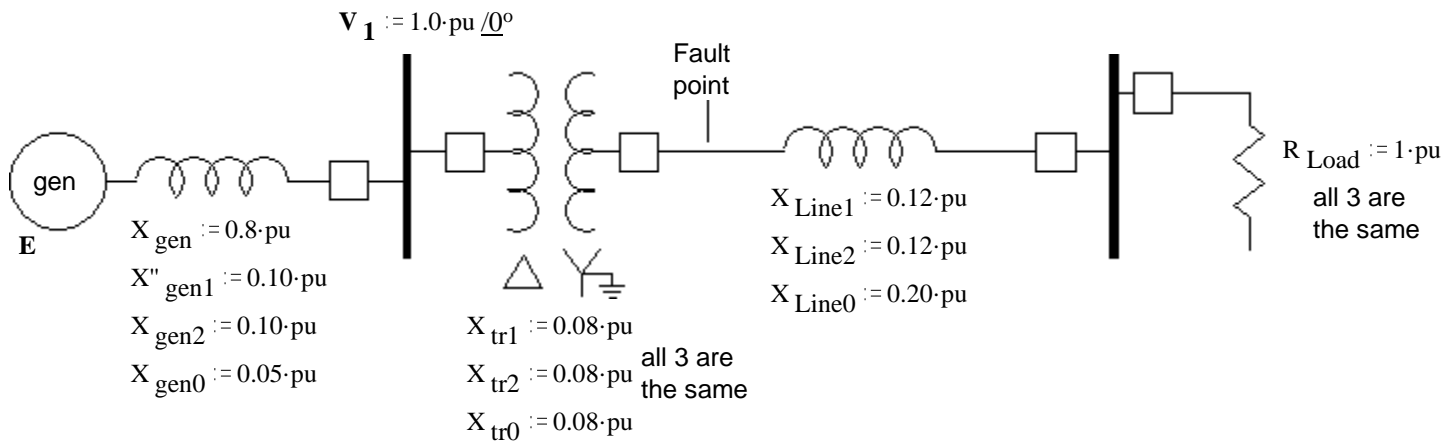 V 1 := 1.0·pu /0º
Fault
point
gen
E
X gen := 0.8·pu
X" gen1 := 0.10·pu
X gen2 := 0.10·pu
X gen0 := 0.05·pu
X tr1 := 0.08·pu
X tr2 := 0.08·pu
X tr0 := 0.08·pu
all 3 are
the same
X Line1 := 0.12·pu
X Line2 := 0.12·pu
X Line0 := 0.20·pu
R Load := 1·pu
all 3 are
the same